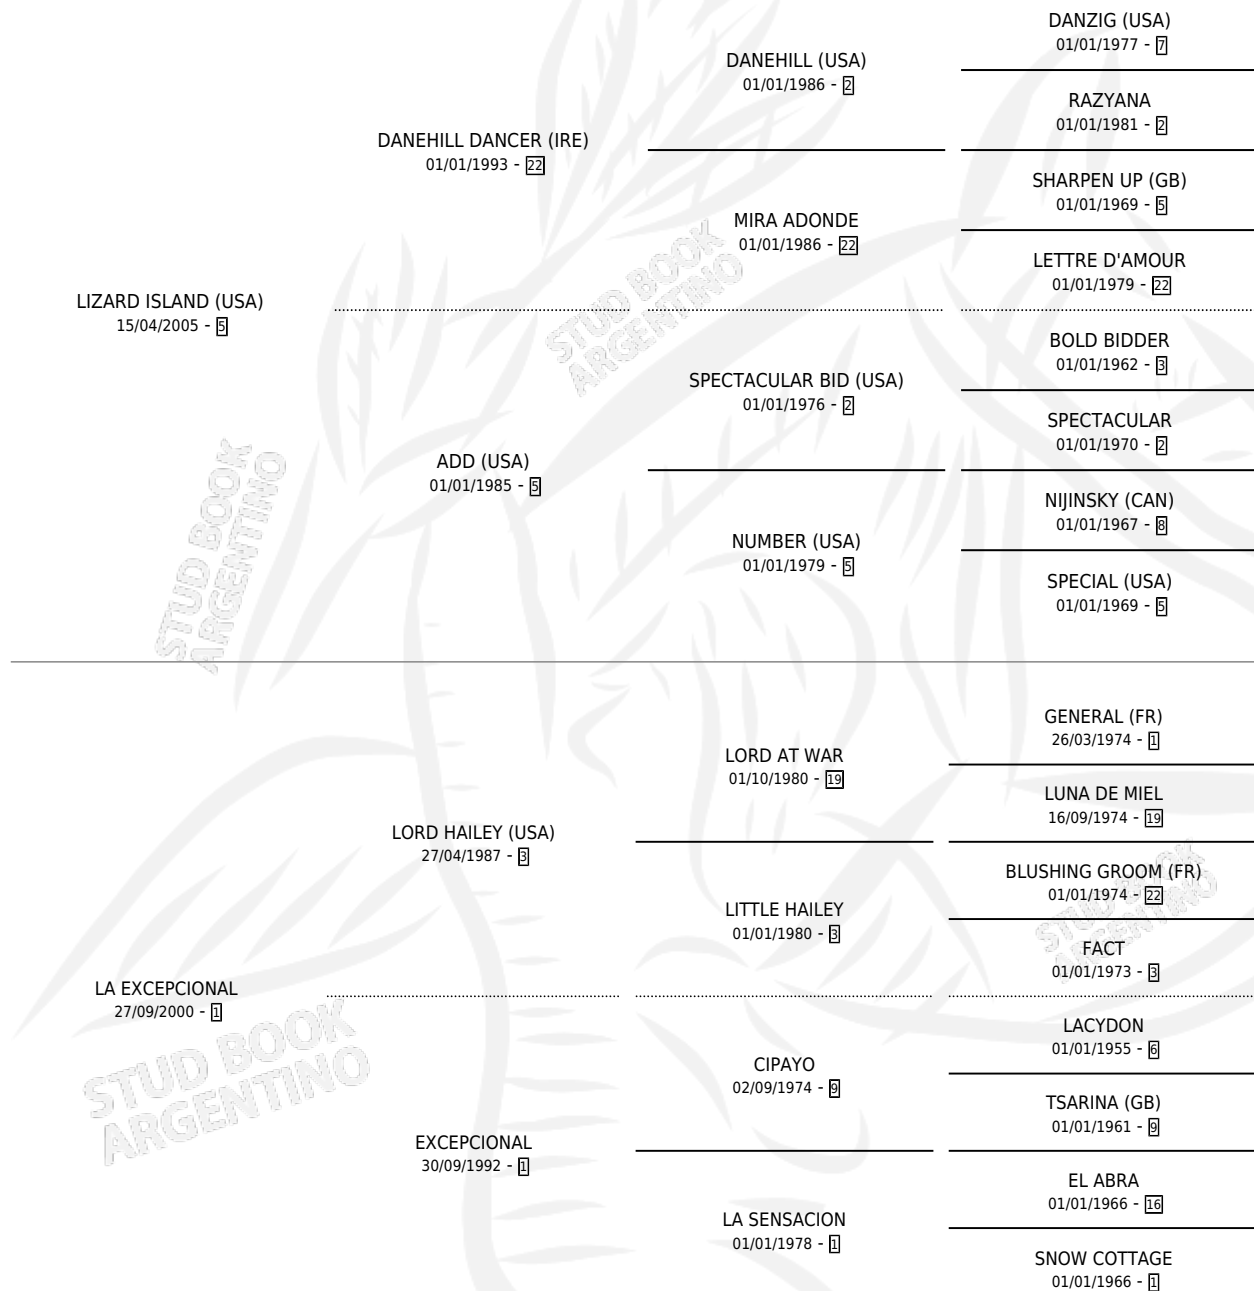 DANZIG (USA)
01/01/1977 - 7
DANEHILL (USA)
01/01/1986 - 2
RAZYANA
01/01/1981 - 2
DANEHILL DANCER (IRE)
01/01/1993 - 22
SHARPEN UP (GB)
01/01/1969 - 5
MIRA ADONDE
01/01/1986 - 22
LETTRE D'AMOUR
01/01/1979 - 22
LIZARD ISLAND (USA)
15/04/2005 - 5
BOLD BIDDER
01/01/1962 - 3
SPECTACULAR BID (USA)
01/01/1976 - 2
SPECTACULAR
01/01/1970 - 2
ADD (USA)
01/01/1985 - 5
NIJINSKY (CAN)
01/01/1967 - 8
NUMBER (USA)
01/01/1979 - 5
SPECIAL (USA)
01/01/1969 - 5
GENERAL (FR)
26/03/1974 - 1
LORD AT WAR
01/10/1980 - 19
LUNA DE MIEL
16/09/1974 - 19
LORD HAILEY (USA)
27/04/1987 - 3
BLUSHING GROOM (FR)
01/01/1974 - 22
LITTLE HAILEY
01/01/1980 - 3
FACT
01/01/1973 - 3
LA EXCEPCIONAL
27/09/2000 - 1
LACYDON
01/01/1955 - 6
CIPAYO
02/09/1974 - 9
TSARINA (GB)
01/01/1961 - 9
EXCEPCIONAL
30/09/1992 - 1
EL ABRA
01/01/1966 - 16
LA SENSACION
01/01/1978 - 1
SNOW COTTAGE
01/01/1966 - 1
STUD BOOK
ARGENTINO
STUD BOOK
ARGENTINO
STUD BOOK
ARGENTINO
STUD BOOK
ARGENTINO